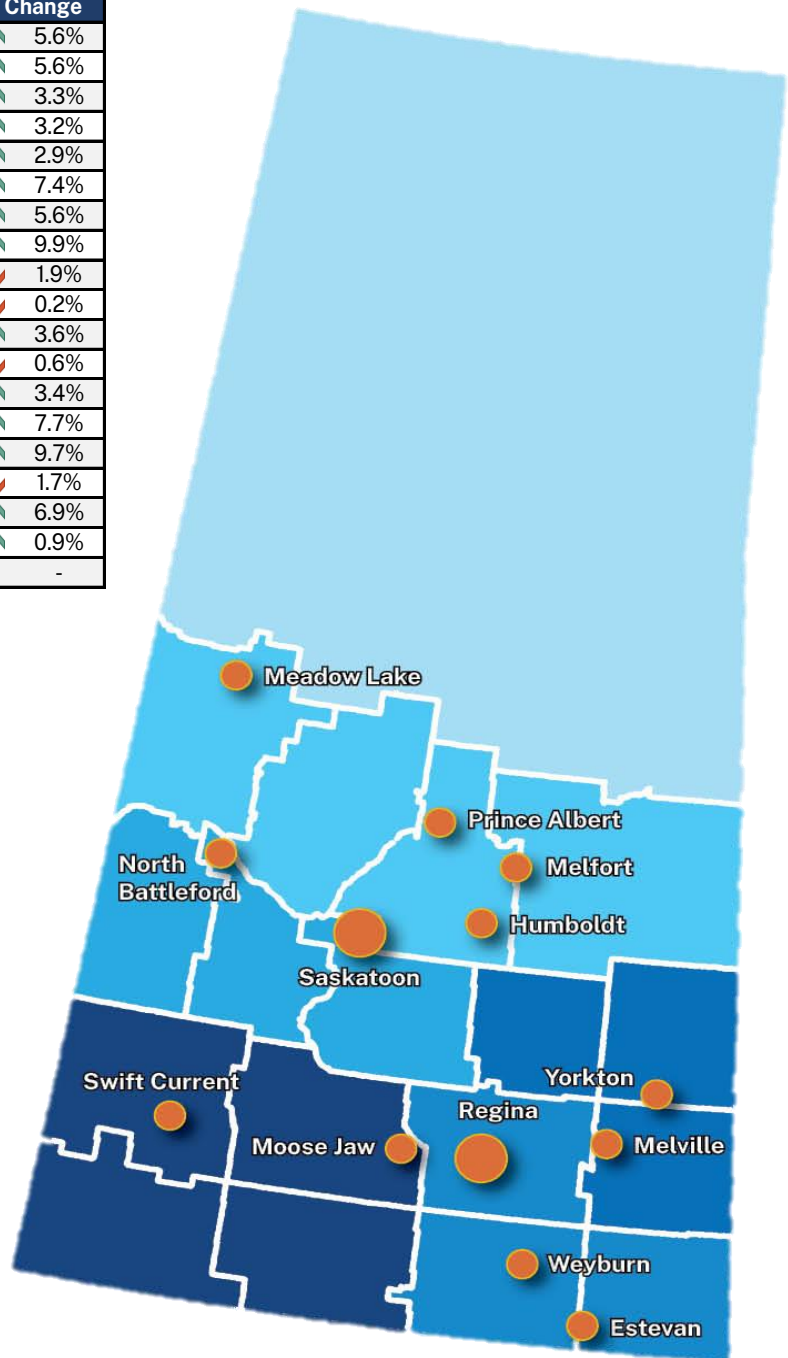 Change
5.6%
5.6%
3.3%
3.2%
2.9%
7.4%
5.6%
9.9%
1.9%
0.2%
3.6%
0.6%
3.4%
7.7%
9.7%
1.7%
6.9%
0.9%
-
Meadow Lake
Prince Albert
North
Battleford
Melfort
Humboldt
Saskatoon
Swift Current
Yorkton
Regina
Moose Jaw
Melville
Weyburn
Estevan